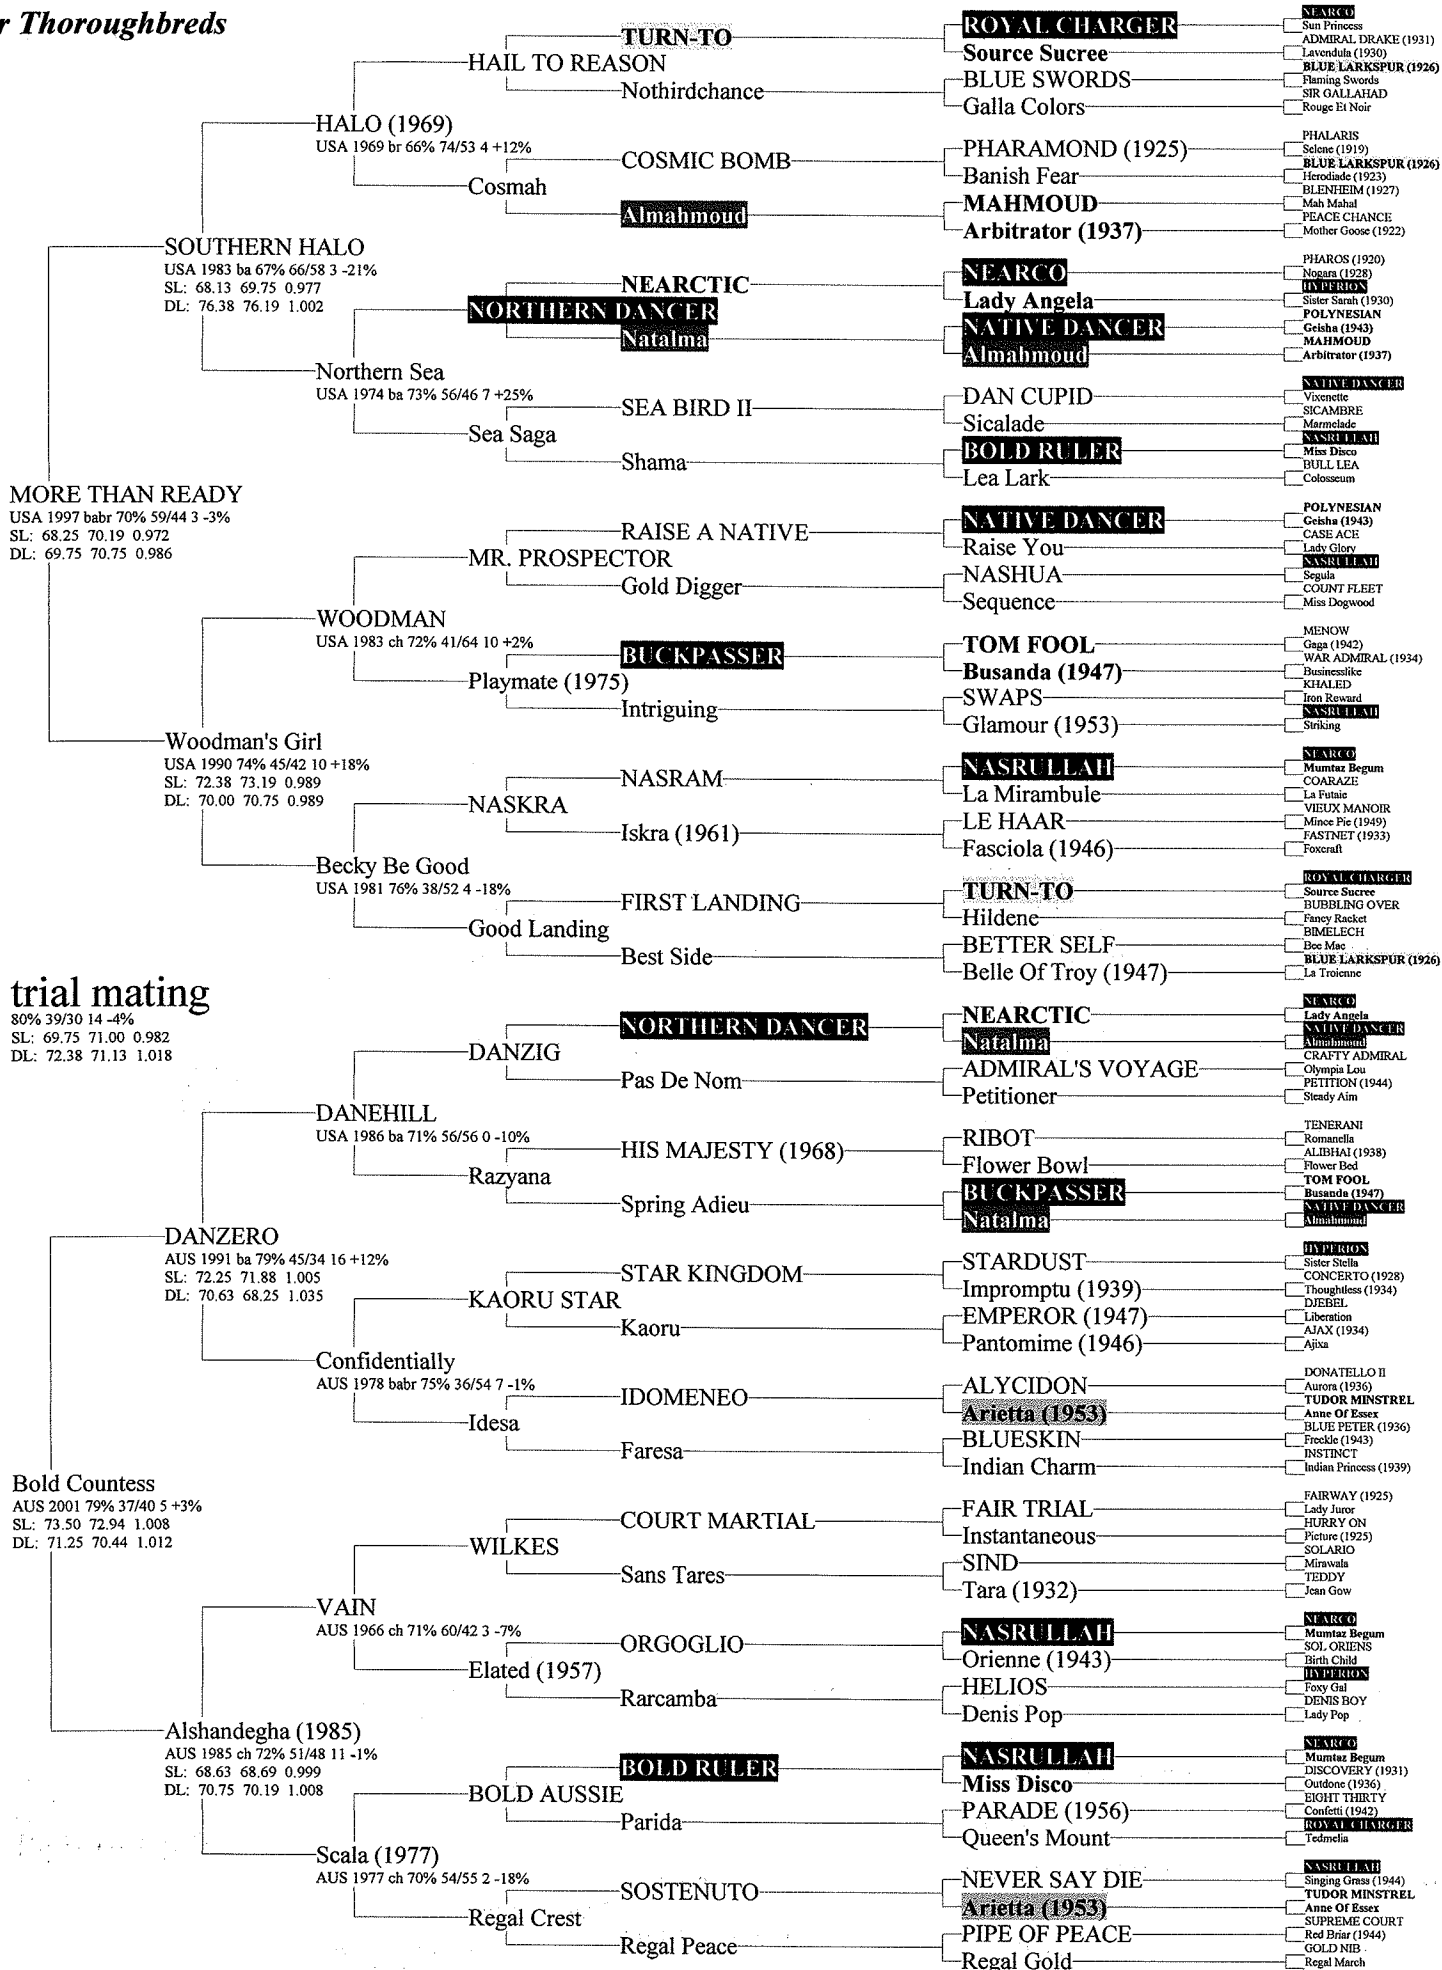 r Thoroughbreds
trial mating
80% 39/30 14 -4%
SL: 69.75 71.00 0.982
DL: 72.38 71.13 1.018
MORE THAN READY
USA 1997 babr 70% 59/44 3 -3%
SL: 68.25 70.19 0.972
DL: 69.75 70.75 0.986
Bold Countess
AUS 2001 79% 37/40 5 +3%
SL: 73.50 72.94 1.008
DL: 71.25 70.44 1.012
SOUTHERN HALO
USA 1983 ba 67% 66/58 3 -21%
SL: 68.13 69.75 0.977
DL: 76.38 76.19 1.002
Woodman's Girl
USA 1990 74% 45/42 10 +18%
SL: 72.38 73.19 0.989
DL: 70.00 70.75 0.989
DANZERO
AUS 1991 ba 79% 45/34 16 +12%
SL: 72.25 71.88 1.005
DL: 70.63 68.25 1.035
Alshandegha (1985)
AUS 1985 ch 72% 51/48 11 -1%
SL: 68.63 68.69 0.999
DL: 70.75 70.19 1.008
HALO (1969)
USA 1969 br 66% 74/53 4 +12%
Northern Sea
USA 1974 ba 73% 56/46 7 +25%
WOODMAN
USA 1983 ch 72% 41/64 10 +2%
Becky Be Good
USA 1981 76% 38/52 4 -18%
DANEHILL
USA 1986 ba 71% 56/56 0 -10%
Confidentially
AUS 1978 babr 75% 36/54 7 -1%
VAIN
AUS 1966 ch 71% 60/42 3 -7%
Scala (1977)
AUS 1977 ch 70% 54/55 2 -18%
HAIL TO REASON
Cosmah
NORTHERN DANCER
Sea Saga
MR. PROSPECTOR
Playmate (1975)
NASKRA
Good Landing
DANZIG
Razyana
KAORU STAR
Idesa
WILKES
Elated (1957)
BOLD AUSSIE
Regal Crest
TURN-TO
Nothirdchance
COSMIC BOMB
Almahmoud
NEARCTIC
Natalma
SEA BIRD II
Shama
RAISE A NATIVE
Gold Digger
BUCKPASSER
Intriguing
NASRAM
Iskra (1961)
FIRST LANDING
Best Side
NORTHERN DANCER
Pas De Nom
HIS MAJESTY (1968)
Spring Adieu
STAR KINGDOM
Kaoru
IDOMENEO
Faresa
COURT MARTIAL
Sans Tares
ORGOGLIO
Rarcamba
BOLD RULER
Parida
SOSTENUTO
Regal Peace
ROYAL CHARGER
Source Sucree
BLUE SWORDS
Galla Colors
PHARAMOND (1925)
Banish Fear
MAHMOUD
Arbitrator (1937)
NEARCO
Lady Angela
NATIVE DANCER
Almahmoud
DAN CUPID
Sicalade
BOLD RULER
Lea Lark
NATIVE DANCER
Raise You
NASHUA
Sequence
TOM FOOL
Busanda (1947)
SWAPS
Glamour (1953)
NASRULLAH
La Mirambule
LE HAAR
Fasciola (1946)
TURN-TO
Hildene
BETTER SELF
Belle Of Troy (1947)
NEARCTIC
Natalma
ADMIRAL'S VOYAGE
Petitioner
RIBOT
Flower Bowl
BUCKPASSER
Natalma
STARDUST
Impromptu (1939)
EMPEROR (1947)
Pantomime (1946)
ALYCIDON
Arietta (1953)
BLUESKIN
Indian Charm
FAIR TRIAL
Instantaneous
SIND
Tara (1932)
NASRULLAH
Orienne (1943)
HELIOS
Denis Pop
NASRULLAH
Miss Disco
PARADE (1956)
Queen's Mount
NEVER SAY DIE
Arietta (1953)
PIPE OF PEACE
Regal Gold
NEARCO
Sun Princess
ADMIRAL DRAKE (1931)
Lavendula (1930)
BLUE LARKSPUR (1926)
Flaming Swords
SIR GALLAHAD
Rouge Et Noir
PHALARIS
Selene (1919)
BLUE LARKSPUR (1926)
Herodiade (1923)
BLENHEIM (1927)
Mah Mahal
PEACE CHANCE
Mother Goose (1922)
PHAROS (1920)
Nogara (1928)
HYPERION
Sister Sarah (1930)
POLYNESIAN
Geisha (1943)
MAHMOUD
Arbitrator (1937)
NATIVE DANCER
Vixenette
SICAMBRE
Marmelade
NASRULLAH
Miss Disco
BULL LEA
Colosseum
POLYNESIAN
Geisha (1943)
CASE ACE
Lady Glory
NASRULLAH
Segula
COUNT FLEET
Miss Dogwood
MENOW
Gaga (1942)
WAR ADMIRAL (1934)
Businesslike
KHALED
Iron Reward
NASRULLAH
Striking
NEARCO
Mumtaz Begum
COARAZE
La Futaie
VIEUX MANOIR
Mince Pie (1949)
FASTNET (1933)
Foxcraft
ROYAL CHARGER
Source Sucree
BUBBLING OVER
Fancy Racket
BIMELECH
Bee Mac
BLUE LARKSPUR (1926)
La Troienne
NEARCO
Lady Angela
NATIVE DANCER
Almahmoud
CRAFTY ADMIRAL
Olympia Lou
PETITION (1944)
Steady Aim
TENERANI
Romanella
ALIBHAI (1938)
Flower Bed
TOM FOOL
Busanda (1947)
NATIVE DANCER
Almahmoud
HYPERION
Sister Stella
CONCERTO (1928)
Thoughtless (1934)
DJEBEL
Liberation
AJAX (1934)
Ajixa
DONATELLO II
Aurora (1936)
TUDOR MINSTREL
Anne Of Essex
BLUE PETER (1936)
Freckle (1943)
INSTINCT
Indian Princess (1939)
FAIRWAY (1925)
Lady Juror
HURRY ON
Picture (1925)
SOLARIO
Mirawala
TEDDY
Jean Gow
NEARCO
Mumtaz Begum
SOL ORIENS
Birth Child
HYPERION
Foxy Gal
DENIS BOY
Lady Pop
NEARCO
Mumtaz Begum
DISCOVERY (1931)
Outdone (1936)
EIGHT THIRTY
Confetti (1942)
ROYAL CHARGER
Tedmelia
NASRULLAH
Singing Grass (1944)
TUDOR MINSTREL
Anne Of Essex
SUPREME COURT
Red Briar (1944)
GOLD NIB
Regal March